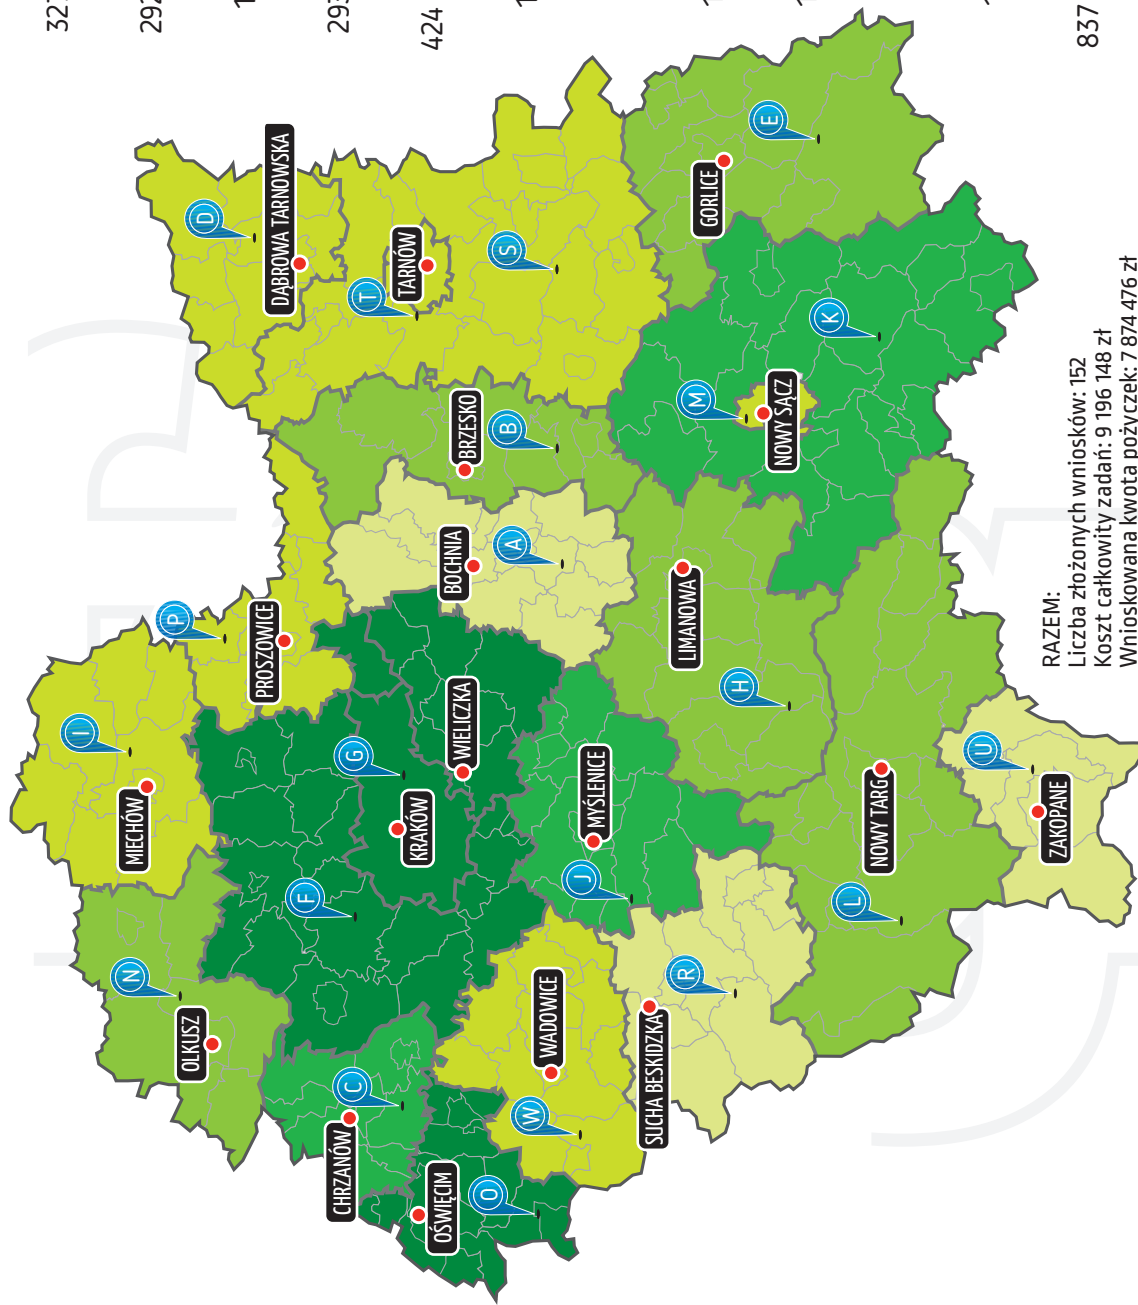 MIECHÓW
I
P
D
OLKUSZ
N
PROSZOWICE
DĄBROWA TARNOWSKA
F
G
T
CHRZANÓW
C
KRAKÓW
TARNÓW
424
OŚWIĘCIM
WIELICZKA
BOCHNIA
BRZESKO
O
W
A
B
S
WADOWICE
J
MYŚLENICE
SUCHA BESKIDZKA
R
LIMANOWA
M
GORLICE
H
E
NOWY SĄCZ
K
L
NOWY TARG
U
ZAKOPANE
837
RAZEM:
Liczba złożonych wniosków: 152
Koszt całkowity zadań: 9 196 148 zł
Wnioskowana kwota pożyczek: 7 874 476 zł